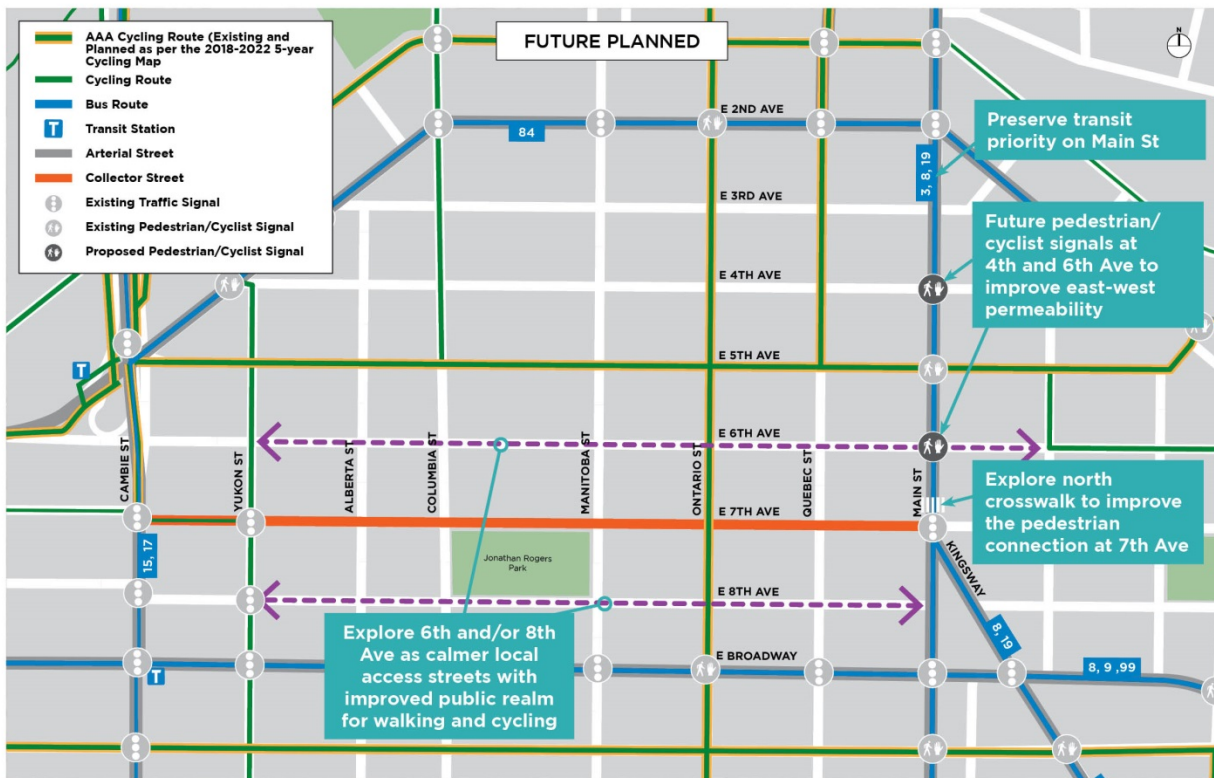 AAA Cycling Route (Existing and
Planned as per the 2018-2022 5-year
Cycling Map
Cycling Route
Bus Route
T
Transit Station
Arterial Street
Collector Street
Existing Traffic Signal
Existing Pedestrian/Cyclist Signal
Proposed Pedestrian/Cyclist Signal
FUTURE PLANNED
N
E 2ND AVE
84
Preserve transit
priority on Main St
3, 8, 19
E 3RD AVE
Future pedestrian/
cyclist signals at
4th and 6th Ave to
improve east-west
permeability
E 4TH AVE
E 5TH AVE
T
E 6TH AVE
CAMBIE ST
YUKON ST
ALBERTA ST
COLUMBIA ST
MANITOBA ST
ONTARIO ST
QUEBEC ST
MAIN ST
Explore north
crosswalk to improve
the pedestrian
connection at 7th Ave
E 7TH AVE
15, 17
Jonathan Rogers
Park
KINGSWAY
E 8TH AVE
Explore 6th and/or 8th
Ave as calmer local
access streets with
improved public realm
for walking and cycling
8, 19
E BROADWAY
8, 9 ,99
T